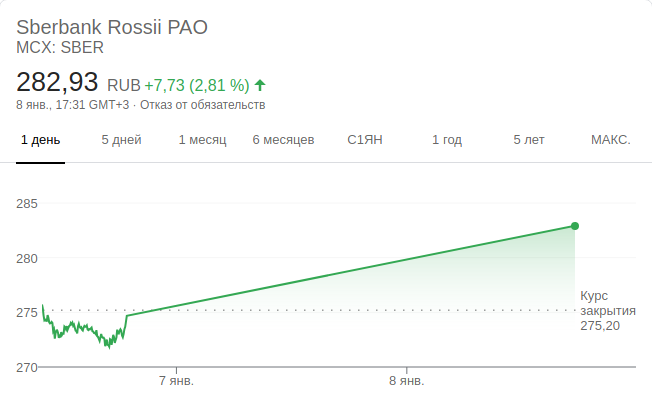 Sberbank Rossii PAO
MCX: SBER
282,93 RUB +7,73 (2,81 %)
8 янв., 17:31 GMT+3 · Отказ от обязательств
1 день 5 дней 1 месяц 6 месяцев С1ЯН 1 год 5 лет МАКС.
285
280
275
270
Курс
закрытия
275,20
7 янв. 8 янв.